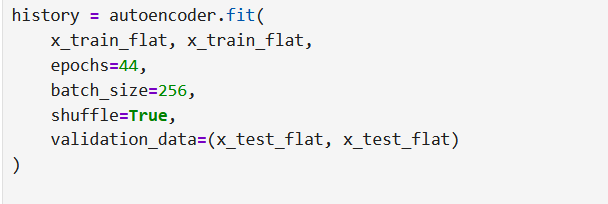 history = autoencoder.fit(
    x_train_flat, x_train_flat,
    epochs=44,
    batch_size=256,
    shuffle=True,
    validation_data=(x_test_flat, x_test_flat)
)